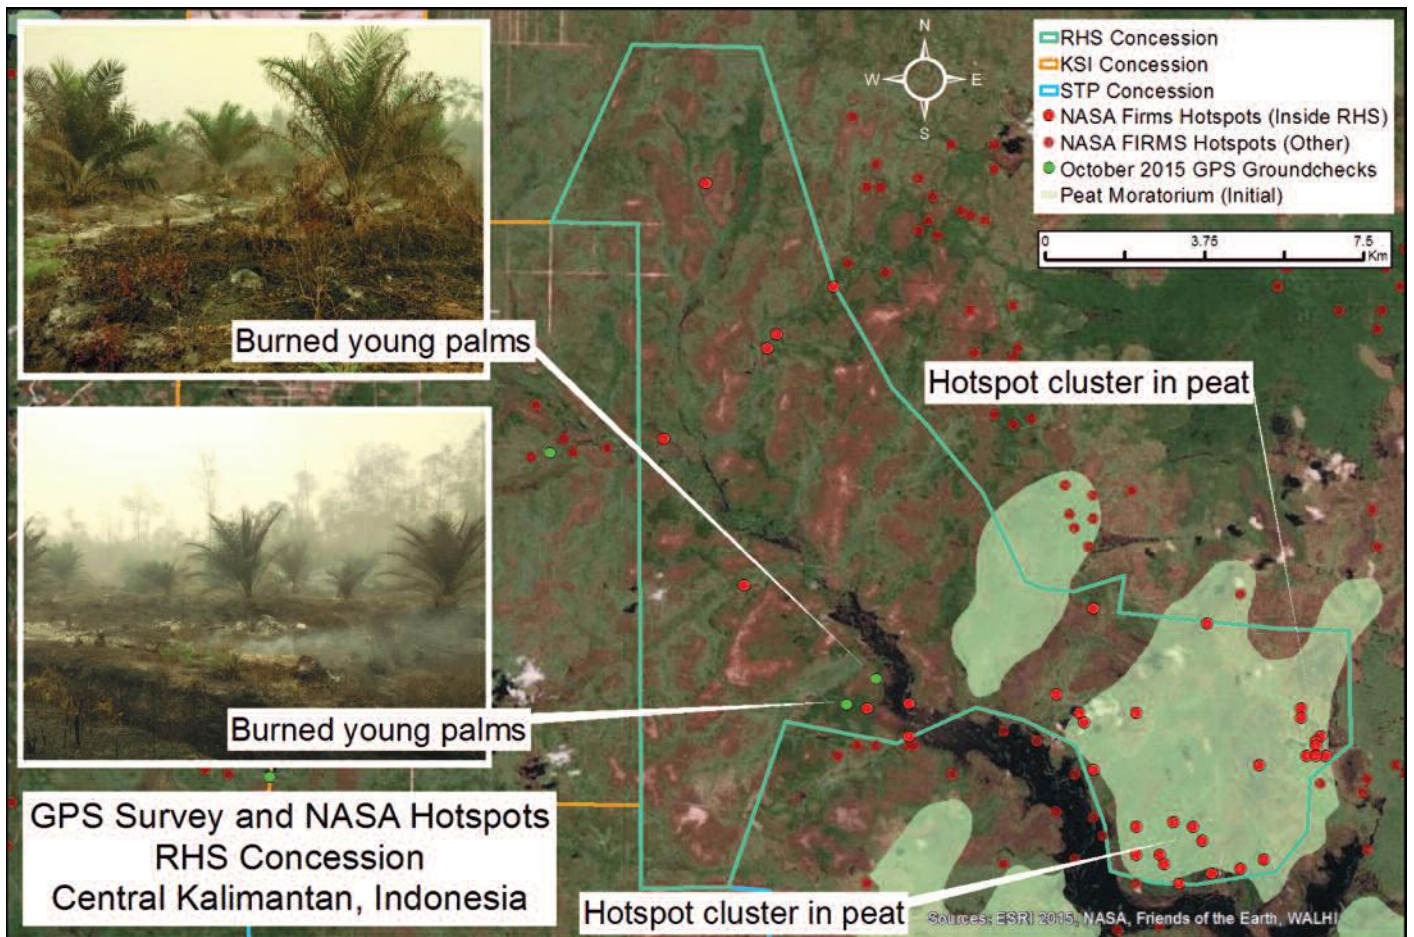 N
W
E
S
RHS Concession
KSI Concession
STP Concession
NASA Firms Hotspots (Inside RHS)
NASA FIRMS Hotspots (Other)
October 2015 GPS Groundchecks
Peat Moratorium (Initial)
0 3.75 7.5
Km
Burned young palms
Hotspot cluster in peat
Burned young palms
GPS Survey and NASA Hotspots
RHS Concession
Central Kalimantan, Indonesia
Hotspot cluster in peat
Sources: ESRI 2015, NASA, Friends of the Earth, WALHI